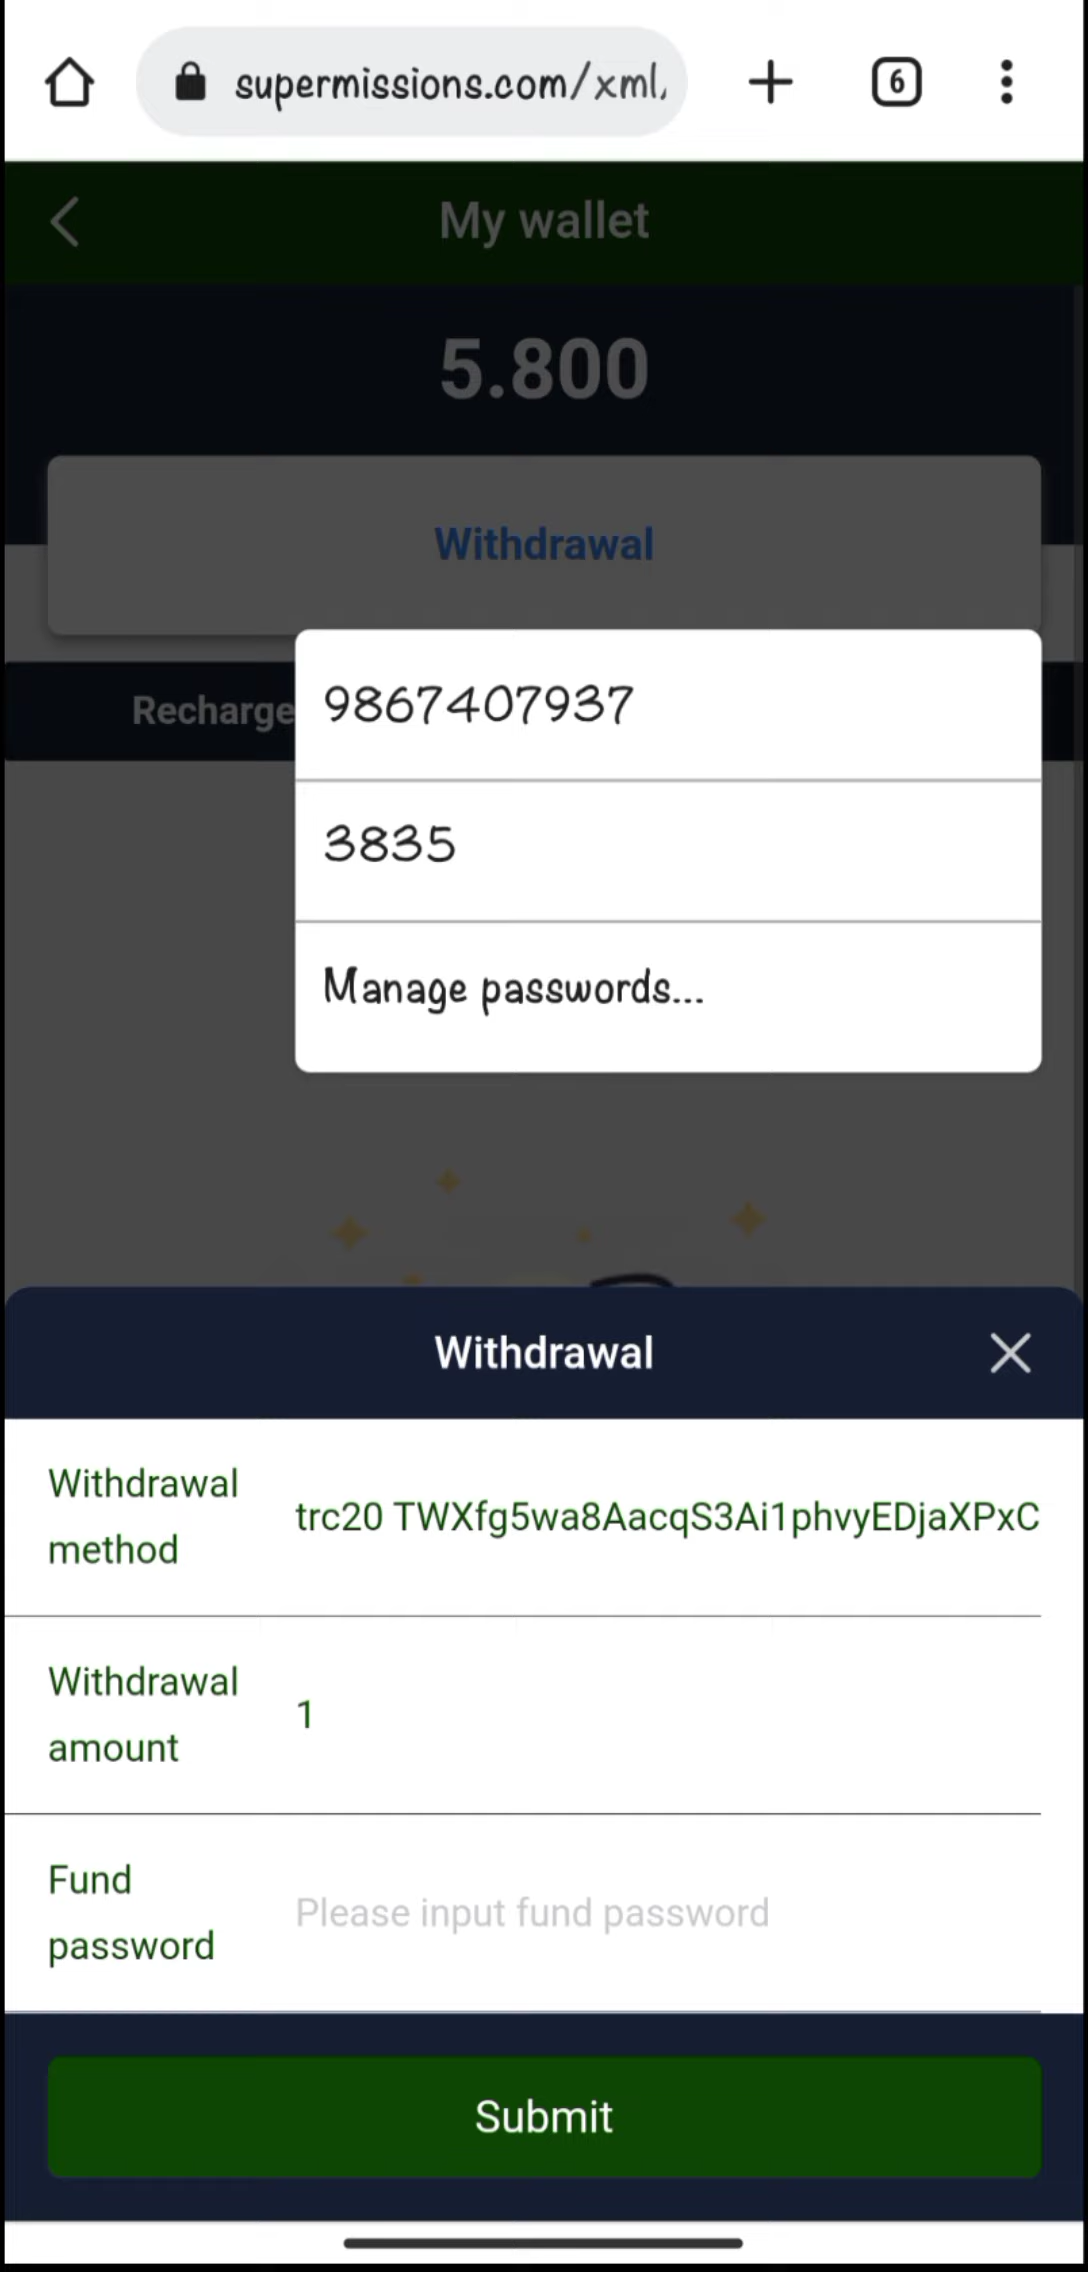 supermissions.com/xml
6
My wallet
5.800
Withdrawal
Recharge
9867407937
3835
Manage passwords...
Withdrawal
Withdrawal
method
trc20 TWXfg5wa8AacqS3Ai1phvyEDjaXPxC
Withdrawal
amount
1
Fund
password
Please input fund password
Submit